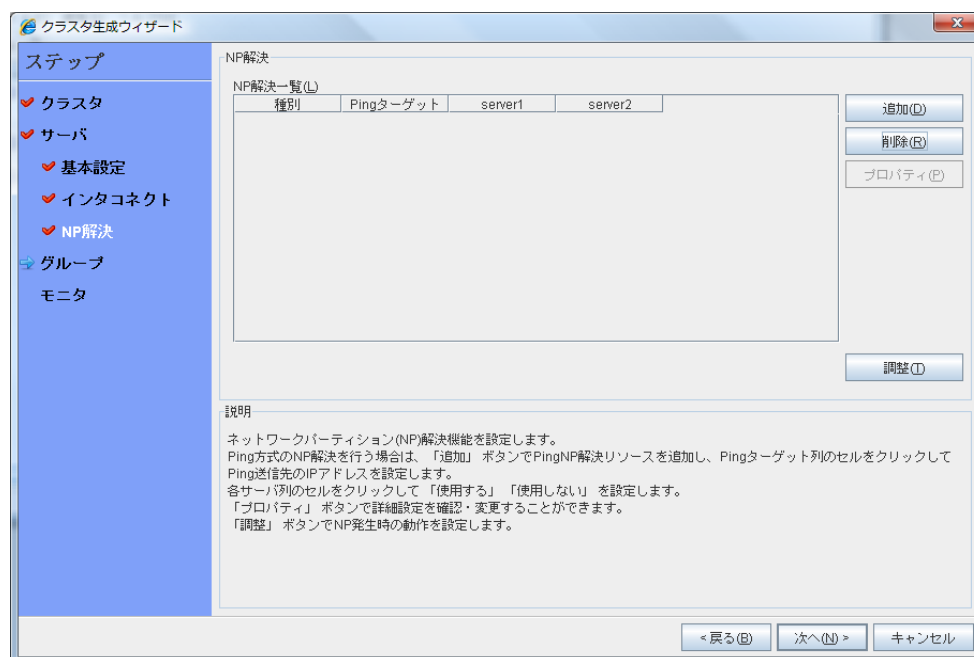 クラスタ生成ウィザード
ステップ
クラスタ
サーバ
基本設定
インタコネクト
NP解決
グループ
モニタ
NP解決
NP解決一覧(L)
種別 Pingターゲット server1 server2
追加(D)
削除(R)
プロパティ(P)
調整(T)
説明
ネットワークパーティション(NP)解決機能を設定します。
Ping方式のNP解決を行う場合は、「追加」 ボタンでPingNP解決リソースを追加し、Pingターゲット列のセルをクリックして
Ping送信先のIPアドレスを設定します。
各サーバ列のセルをクリックして 「使用する」 「使用しない」 を設定します。
「プロパティ」 ボタンで詳細設定を確認・変更することができます。
「調整」 ボタンでNP発生時の動作を設定します。
<戻る(B) 次へ(N)> キャンセル